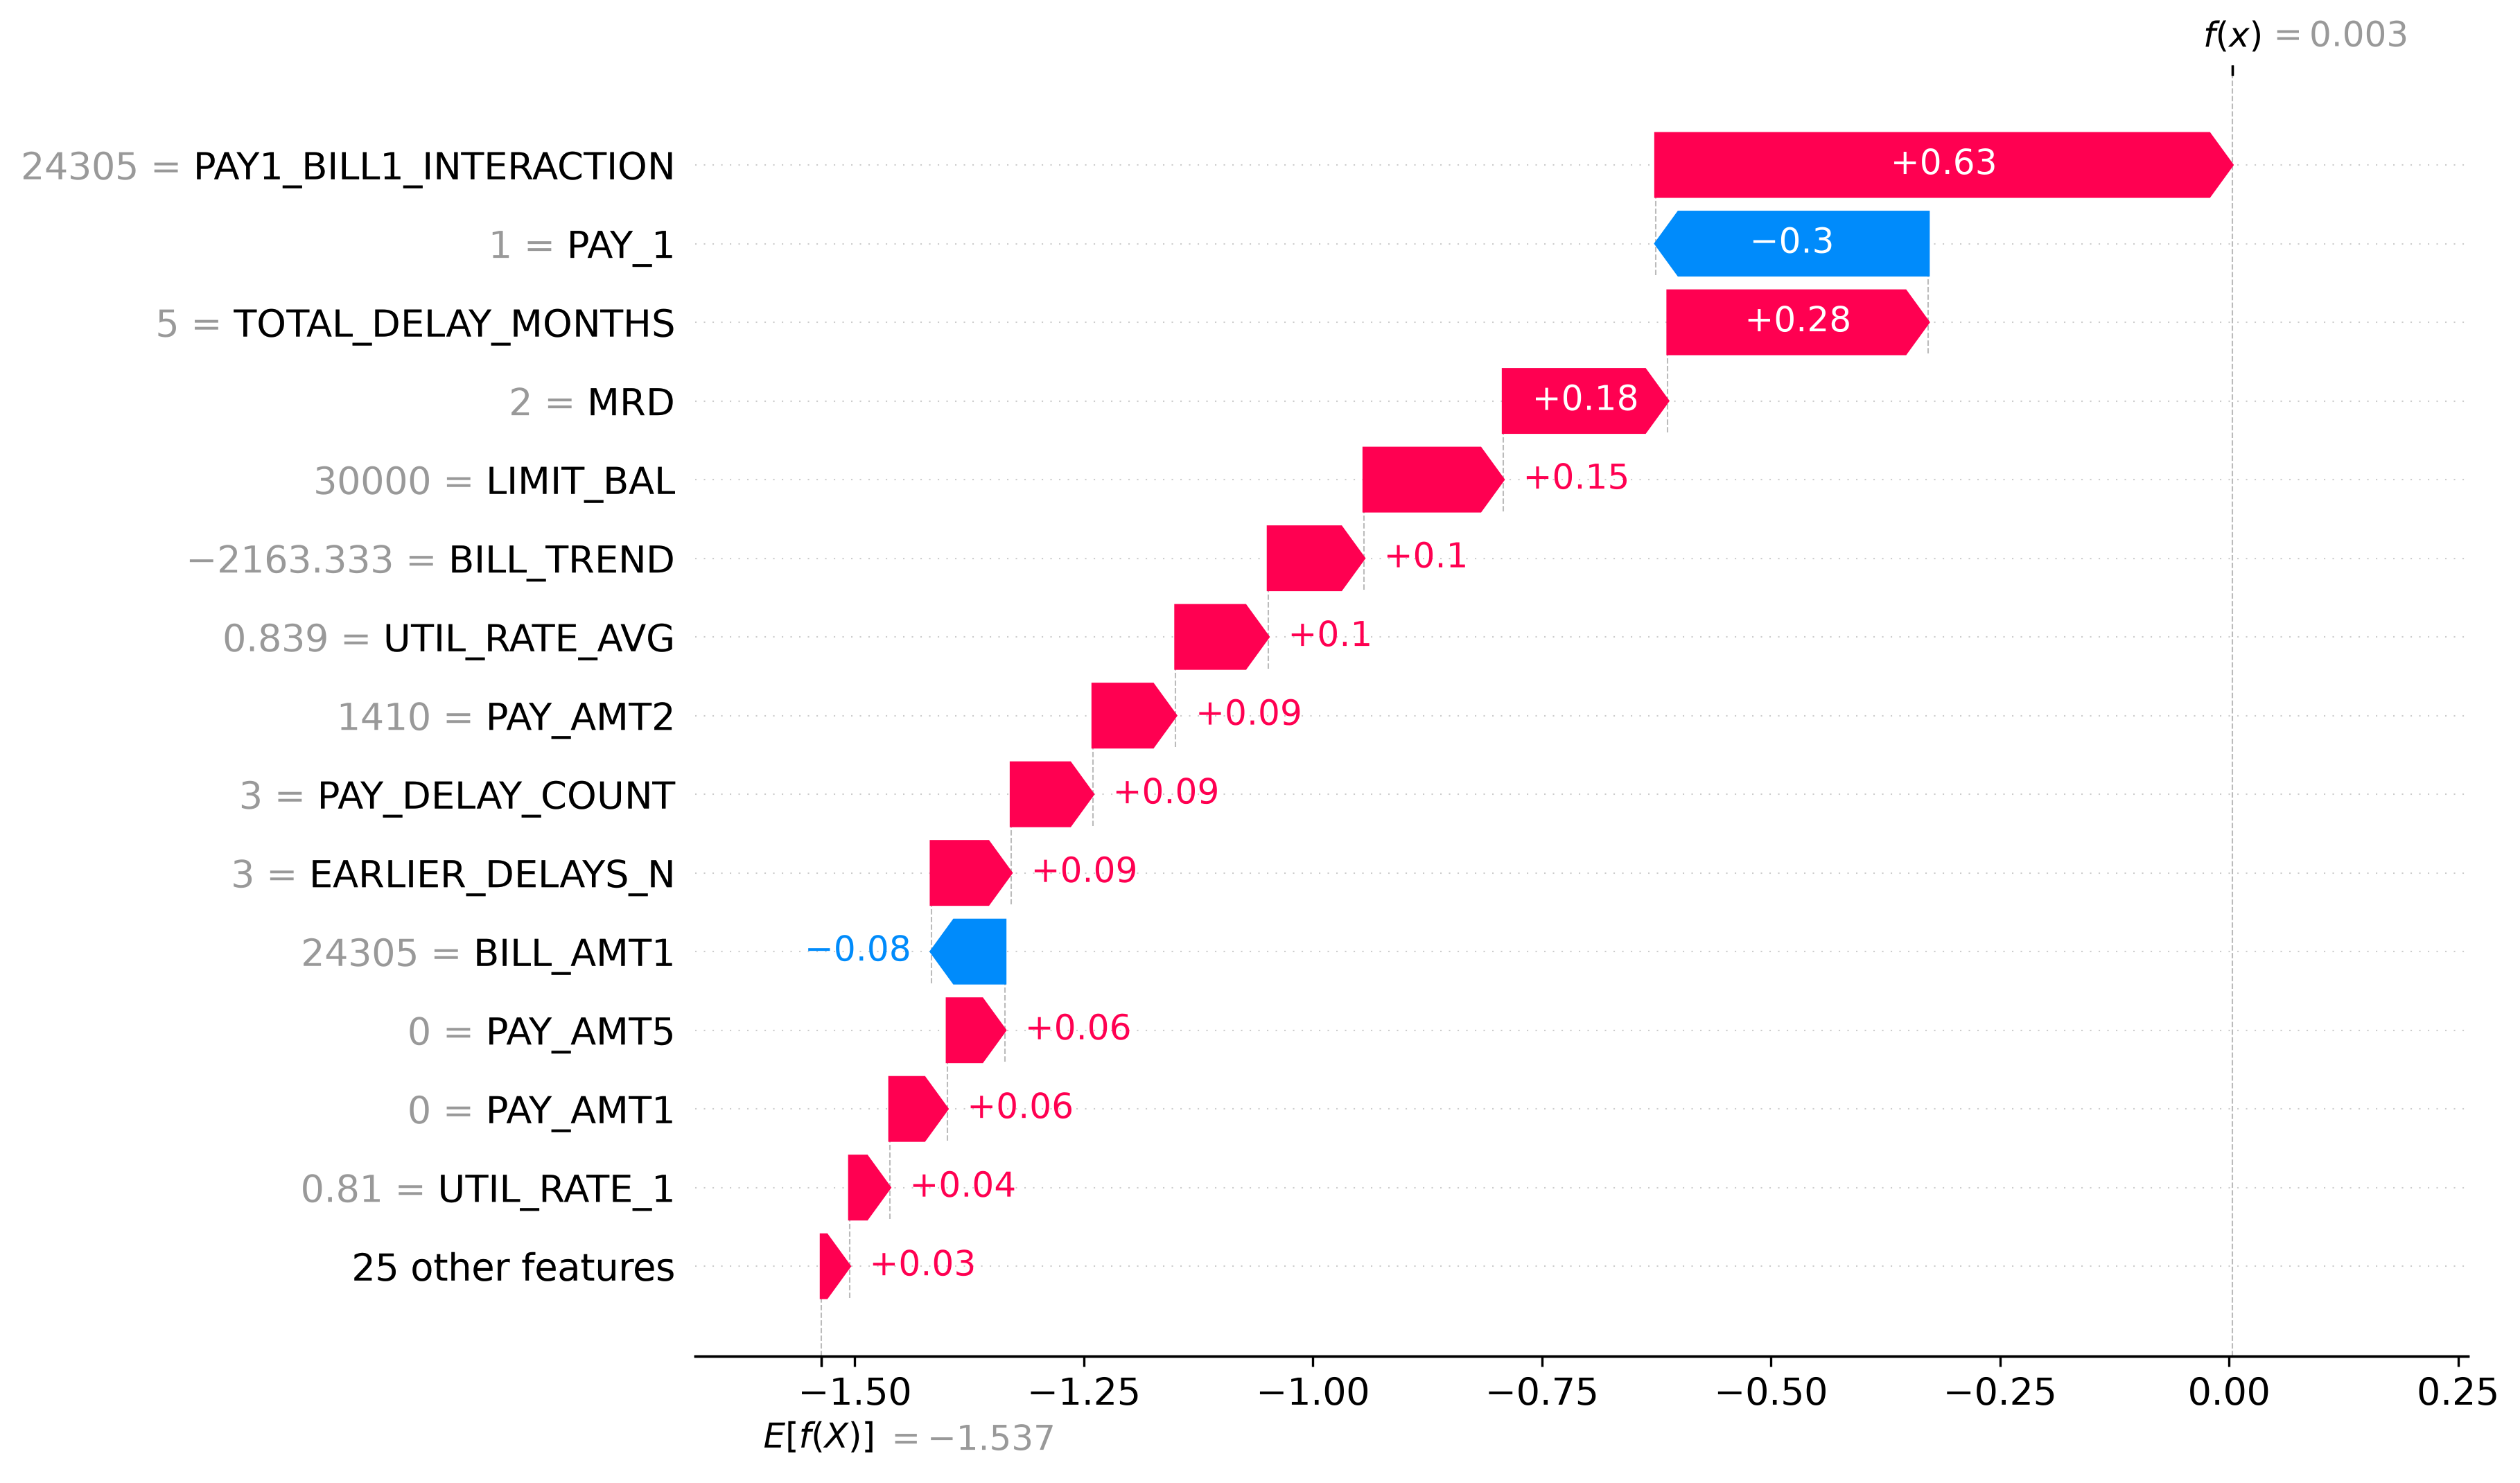 f(x) = 0.003
24305 = PAY1_BILL1_INTERACTION +0.63
1 = PAY_1 −0.3
5 = TOTAL_DELAY_MONTHS +0.28
2 = MRD +0.18
30000 = LIMIT_BAL +0.15
−2163.333 = BILL_TREND +0.1
0.839 = UTIL_RATE_AVG +0.1
1410 = PAY_AMT2 +0.09
3 = PAY_DELAY_COUNT +0.09
3 = EARLIER_DELAYS_N +0.09
24305 = BILL_AMT1 −0.08
0 = PAY_AMT5 +0.06
0 = PAY_AMT1 +0.06
0.81 = UTIL_RATE_1 +0.04
25 other features +0.03
−1.50 −1.25 −1.00 −0.75 −0.50 −0.25 0.00 0.25
E[f(X)] = −1.537